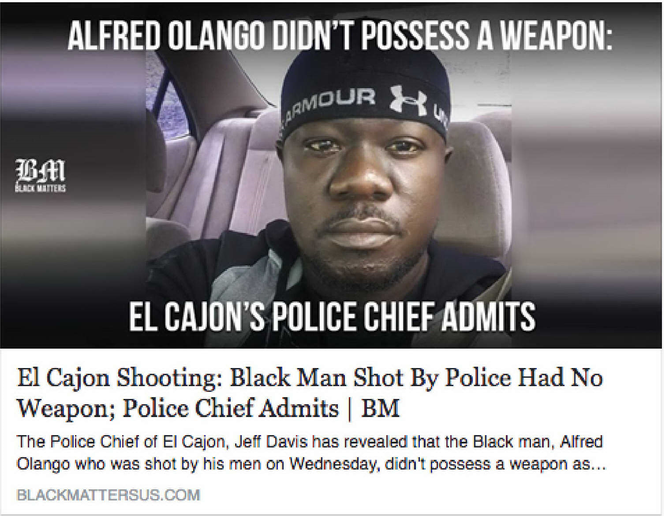 ALFRED OLANGO DIDN'T POSSESS A WEAPON:
ARMOUR
BM
BLACK MATTERS
EL CAJON'S POLICE CHIEF ADMITS
El Cajon Shooting: Black Man Shot By Police Had No
Weapon; Police Chief Admits | BM
The Police Chief of El Cajon, Jeff Davis has revealed that the Black man, Alfred
Olango who was shot by his men on Wednesday, didn't possess a weapon as...
BLACKMATTERSUS.COM